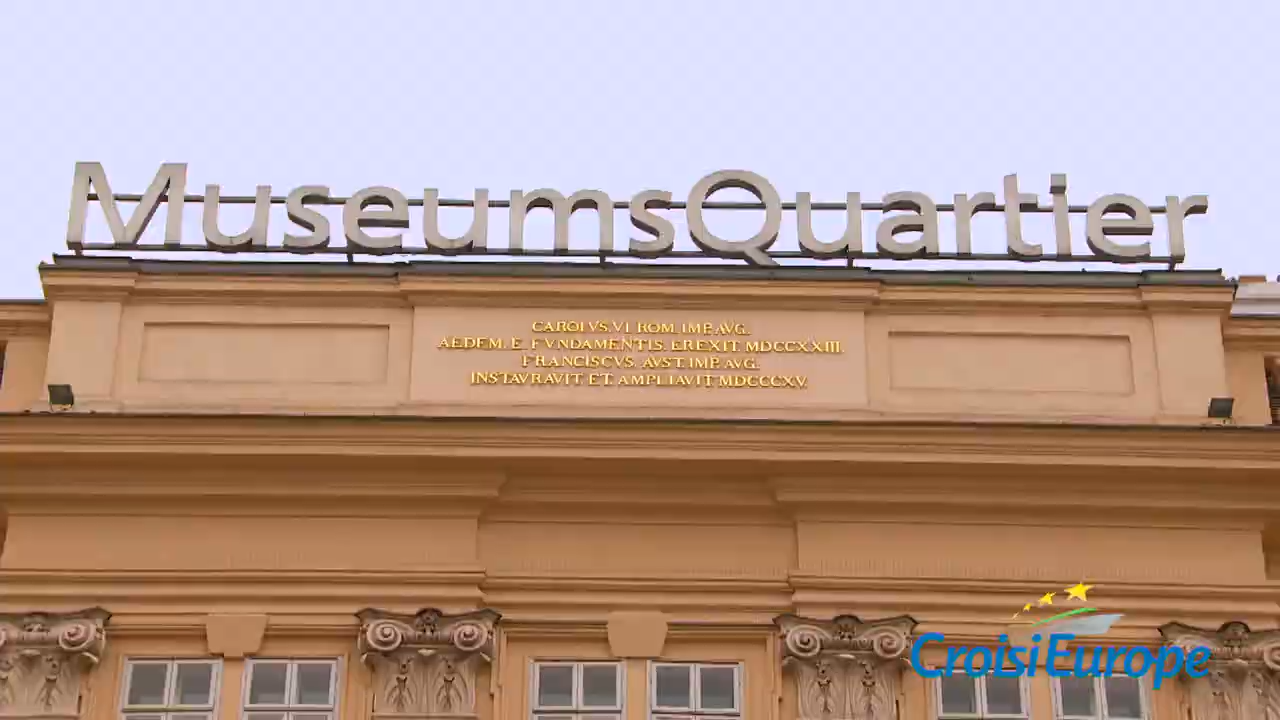 MuseumsQuartier
CAROLVS. VI. ROM. IMP. AVG.
AEDEM. E. FVNDAMENTIS. EREXIT. MDCCXXIII.
FRANCISCVS. AVST. IMP. AVG.
INSTAVRAVIT. ET. AMPLIAVIT. MDCCCXV.
CroisiEurope